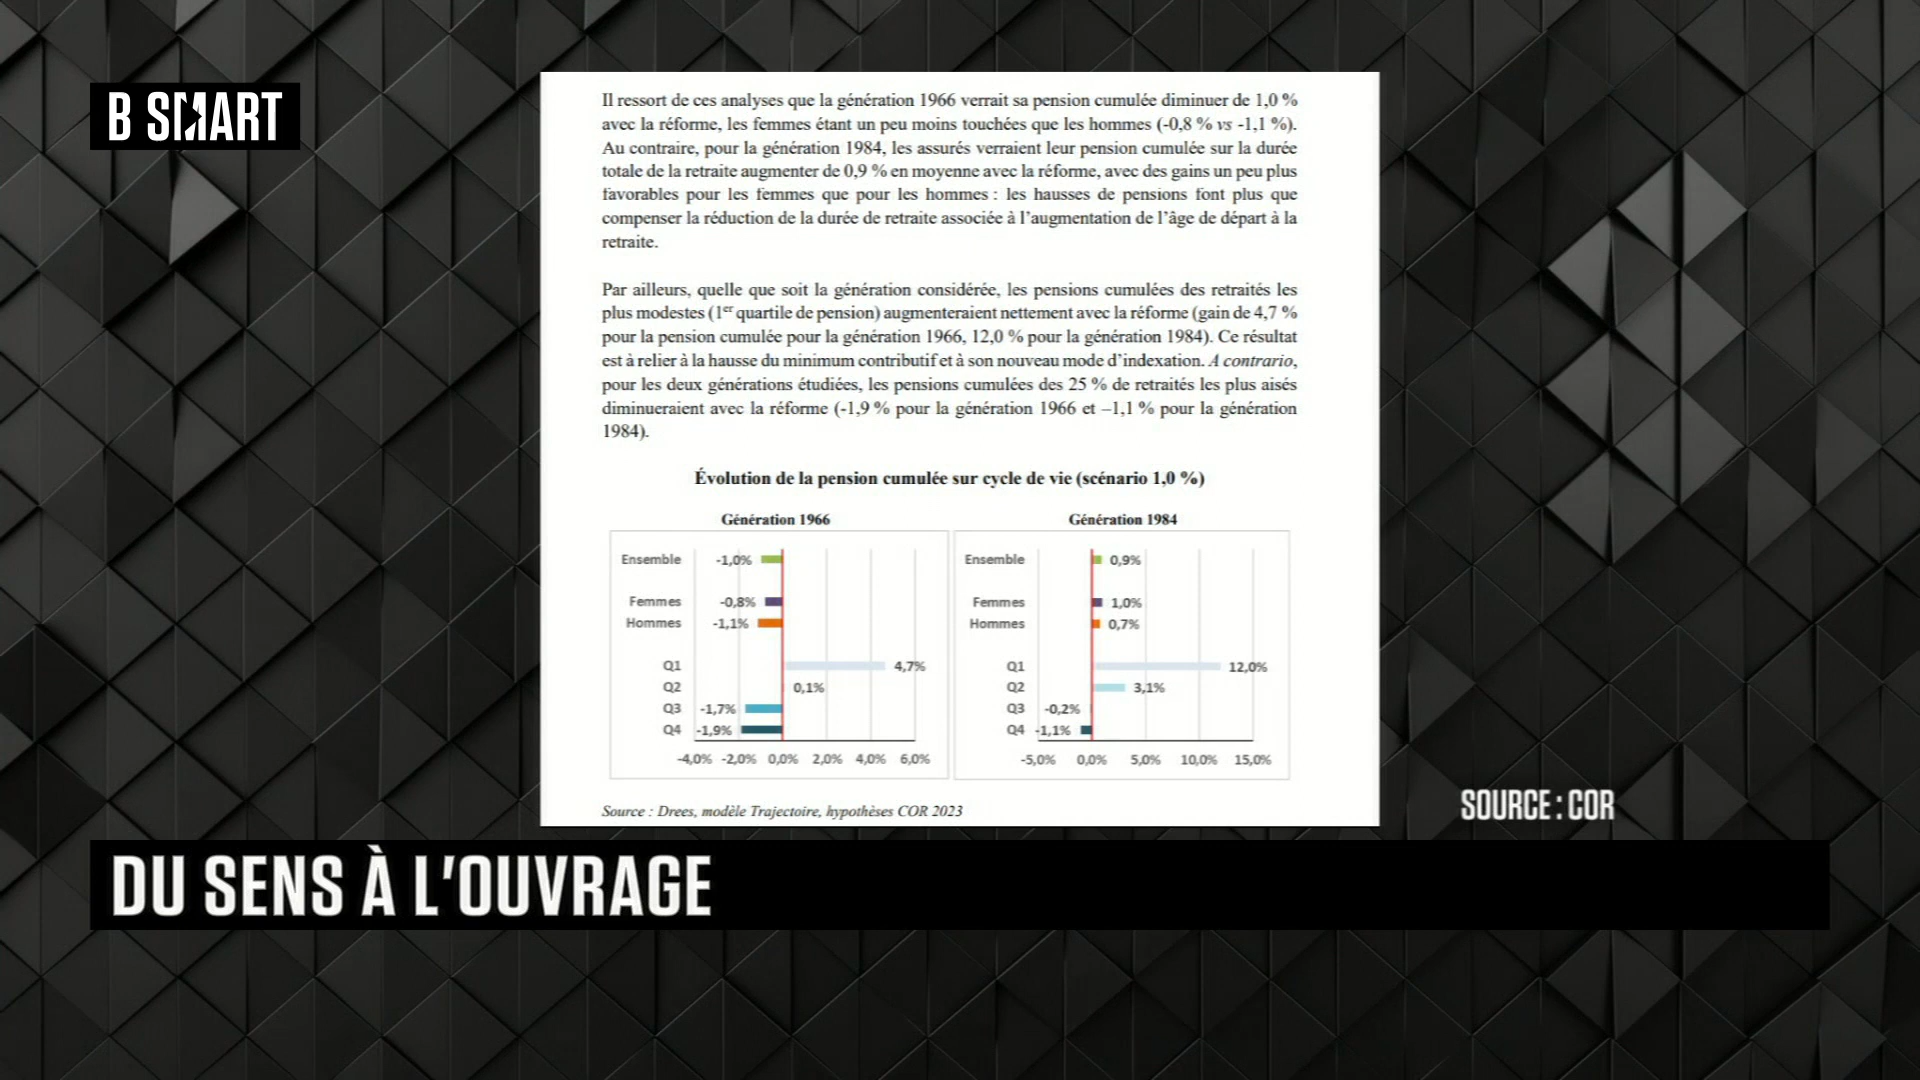 B SMART
Il ressort de ces analyses que la génération 1966 verrait sa pension cumulée diminuer de 1,0 %
avec la réforme, les femmes étant un peu moins touchées que les hommes (-0,8 % vs -1,1 %).
Au contraire, pour la génération 1984, les assurés verraient leur pension cumulée sur la durée
totale de la retraite augmenter de 0,9 % en moyenne avec la réforme, avec des gains un peu plus
favorables pour les femmes que pour les hommes : les hausses de pensions font plus que
compenser la réduction de la durée de retraite associée à l’augmentation de l’âge de départ à la
retraite.
Par ailleurs, quelle que soit la génération considérée, les pensions cumulées des retraités les
plus modestes (1er quartile de pension) augmenteraient nettement avec la réforme (gain de 4,7 %
pour la pension cumulée pour la génération 1966, 12,0 % pour la génération 1984). Ce résultat
est à relier à la hausse du minimum contributif et à son nouveau mode d’indexation. A contrario,
pour les deux générations étudiées, les pensions cumulées des 25 % de retraités les plus aisés
diminueraient avec la réforme (-1,9 % pour la génération 1966 et –1,1 % pour la génération
1984).
Évolution de la pension cumulée sur cycle de vie (scénario 1,0 %)
Génération 1966
Ensemble -1,0%
Femmes -0,8%
Hommes -1,1%
Q1 4,7%
Q2 0,1%
Q3 -1,7%
Q4 -1,9%
-4,0% -2,0% 0,0% 2,0% 4,0% 6,0%
Génération 1984
Ensemble 0,9%
Femmes 1,0%
Hommes 0,7%
Q1 12,0%
Q2 3,1%
Q3 -0,2%
Q4 -1,1%
-5,0% 0,0% 5,0% 10,0% 15,0%
Source : Drees, modèle Trajectoire, hypothèses COR 2023
SOURCE : COR
DU SENS À L’OUVRAGE